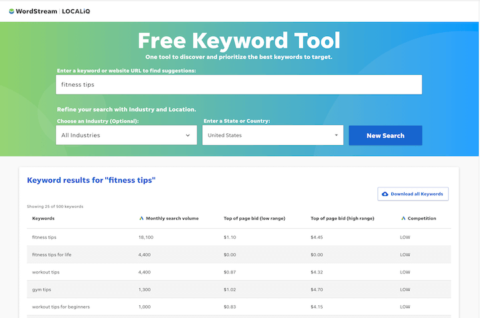 WordStream | LOCALiQ
Free Keyword Tool
One tool to discover and prioritize the best keywords to target.
Enter a keyword or website URL to find suggestions:
fitness tips
Refine your search with Industry and Location.
Choose an Industry (Optional): Enter a State or Country:
All Industries United States New Search
Keyword results for "fitness tips"
Download all Keywords
Showing 25 of 500 keywords
Keywords Monthly search volume Top of page bid (low range) Top of page bid (high range) Competition
fitness tips 18,100 $1.10 $4.45 LOW
fitness tips for life 4,400 $0.00 $0.00 LOW
workout tips 4,400 $0.87 $4.32 LOW
gym tips 1,300 $1.02 $4.70 LOW
workout tips for beginners 1,000 $0.83 $4.15 LOW